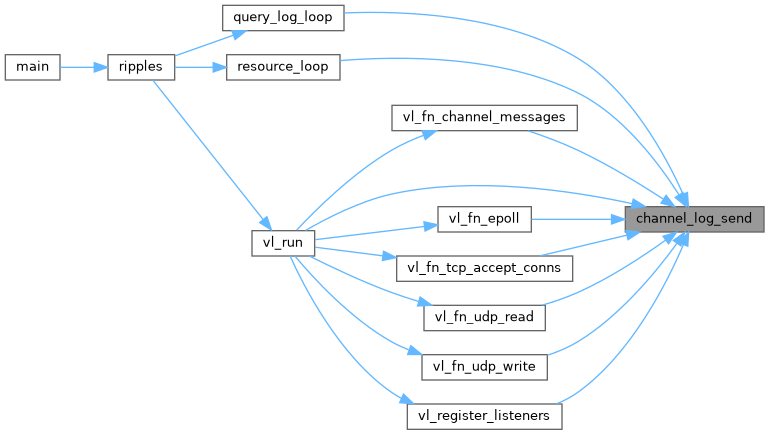 query_log_loop
main
ripples
resource_loop
vl_fn_channel_messages
vl_fn_epoll
channel_log_send
vl_run
vl_fn_tcp_accept_conns
vl_fn_udp_read
vl_fn_udp_write
vl_register_listeners